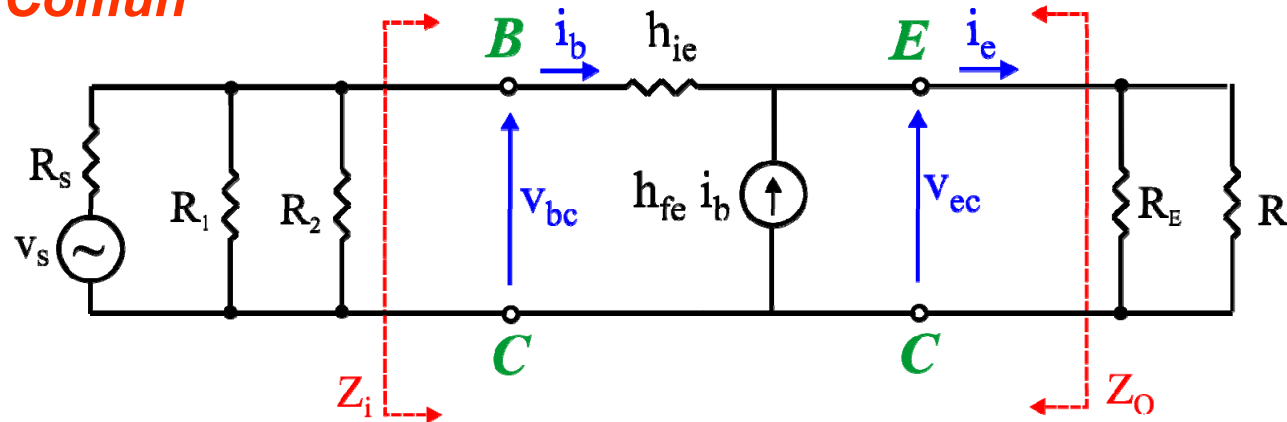 Comun
B i_b h_ie E i_e
R_s R_1 R_2 v_bc h_fe i_b v_ec R_E R
v_s ~
C C
Z_i Z_O